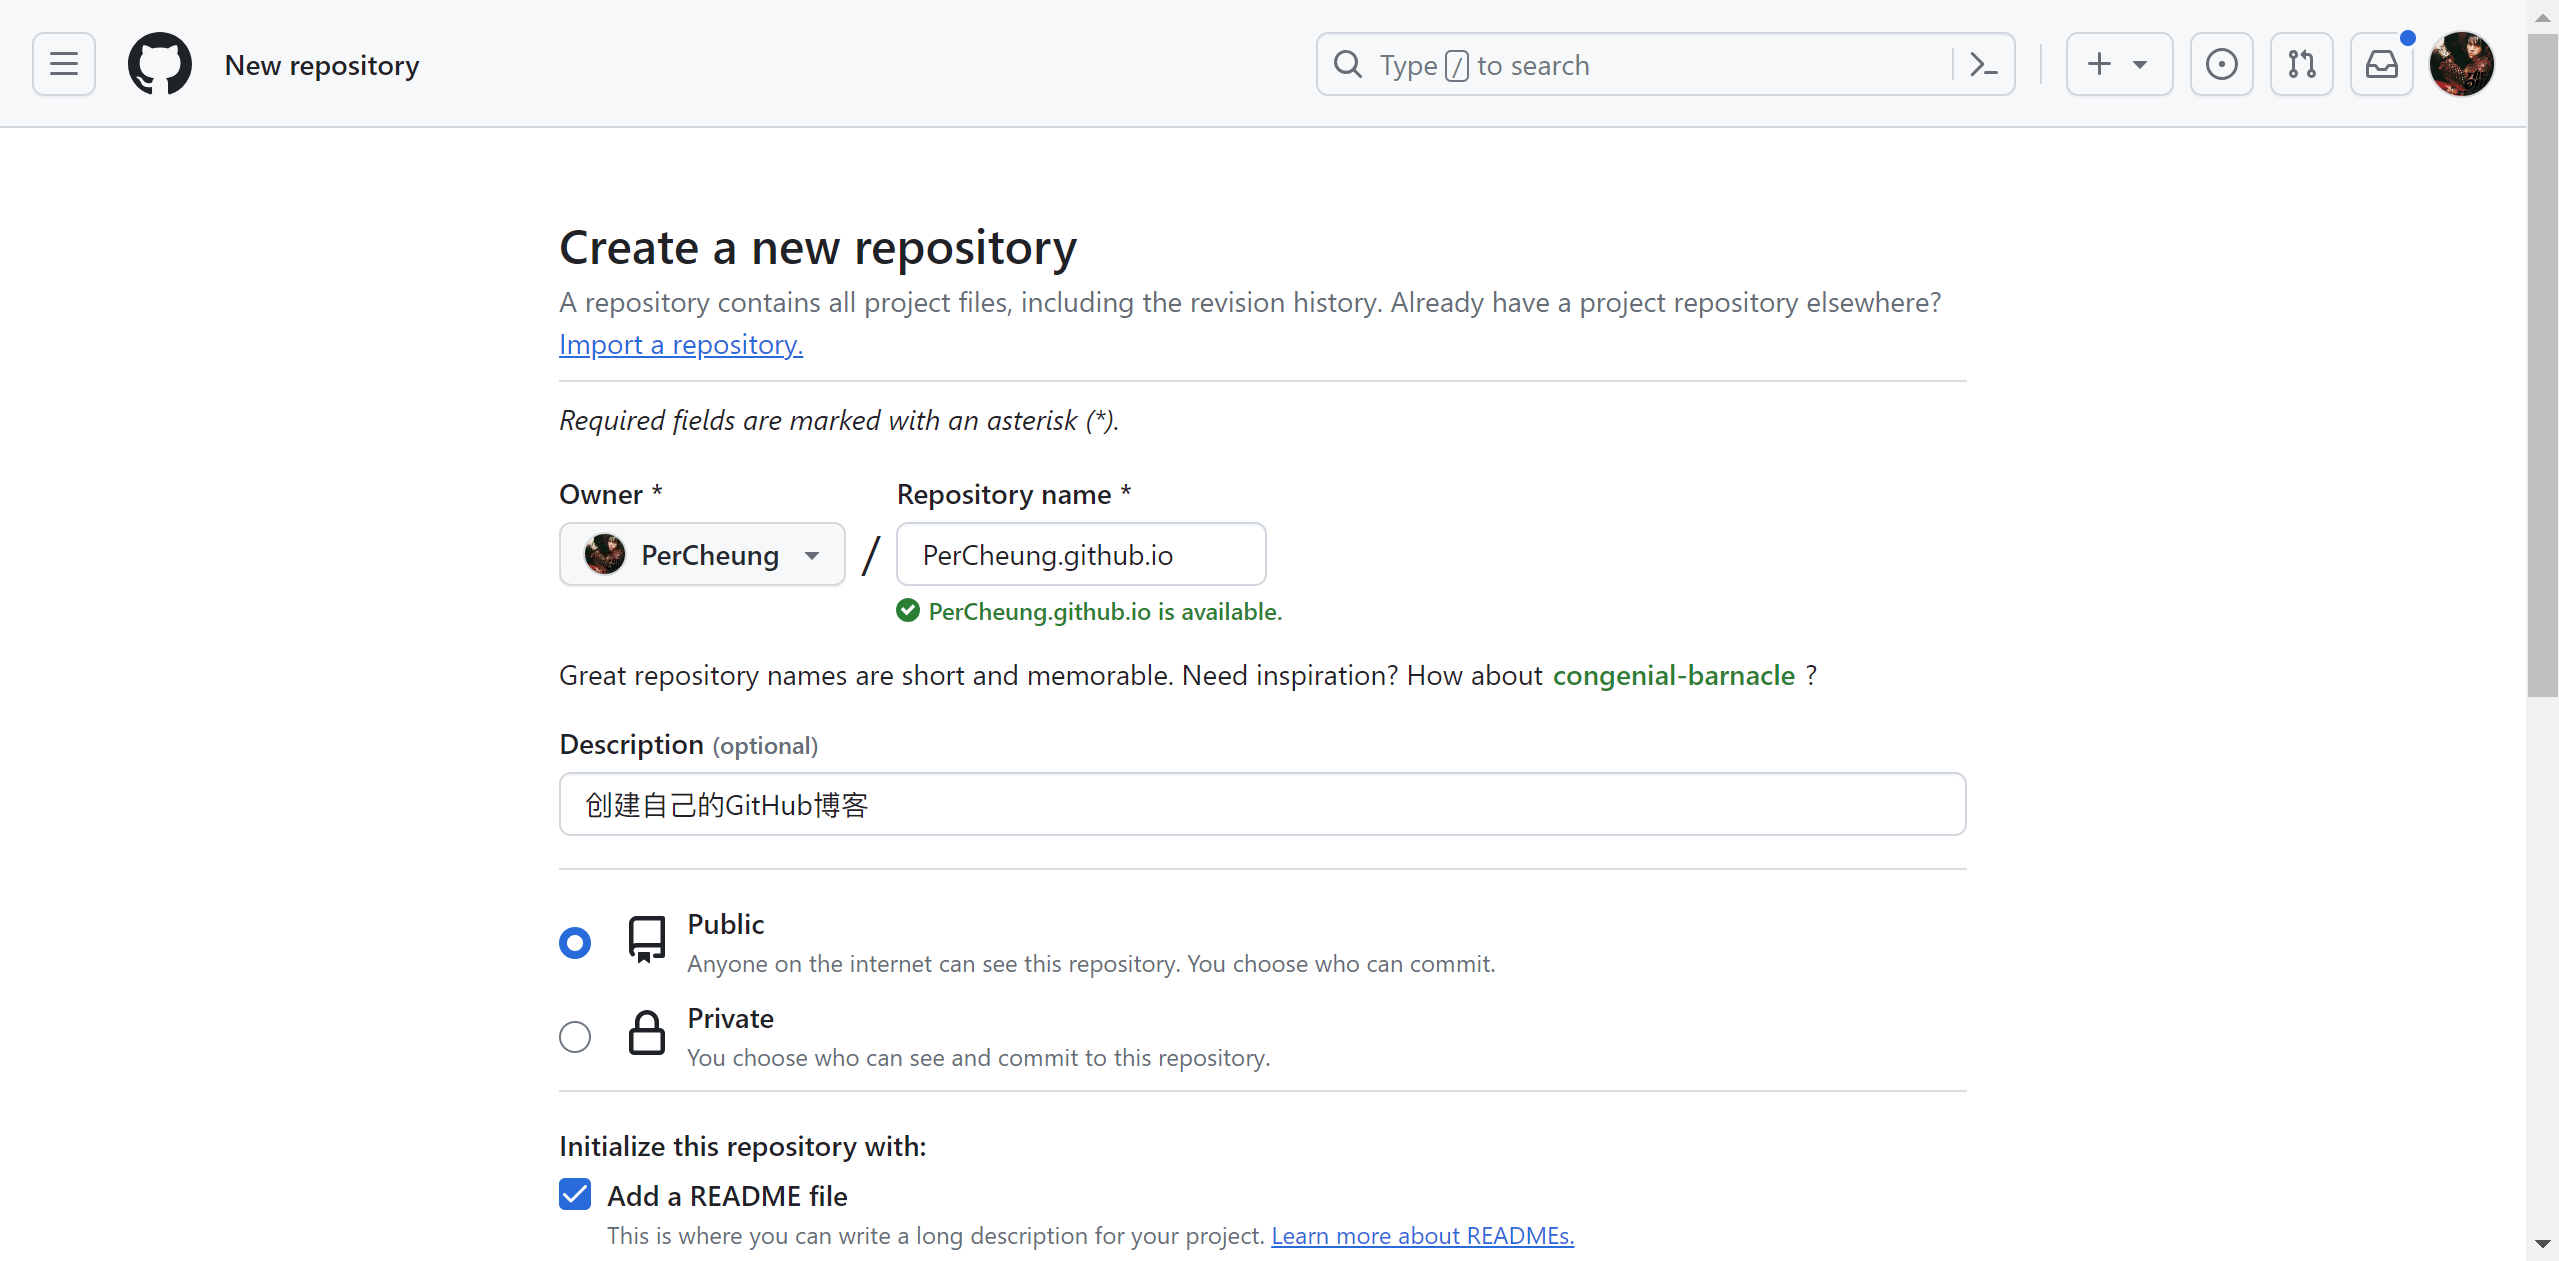 New repository
Type / to search
Create a new repository
A repository contains all project files, including the revision history. Already have a project repository elsewhere?
Import a repository.
Required fields are marked with an asterisk (*).
Owner * Repository name *
PerCheung / PerCheung.github.io
PerCheung.github.io is available.
Great repository names are short and memorable. Need inspiration? How about congenial-barnacle ?
Description (optional)
创建自己的GitHub博客
Public
Anyone on the internet can see this repository. You choose who can commit.
Private
You choose who can see and commit to this repository.
Initialize this repository with:
Add a README file
This is where you can write a long description for your project. Learn more about READMEs.